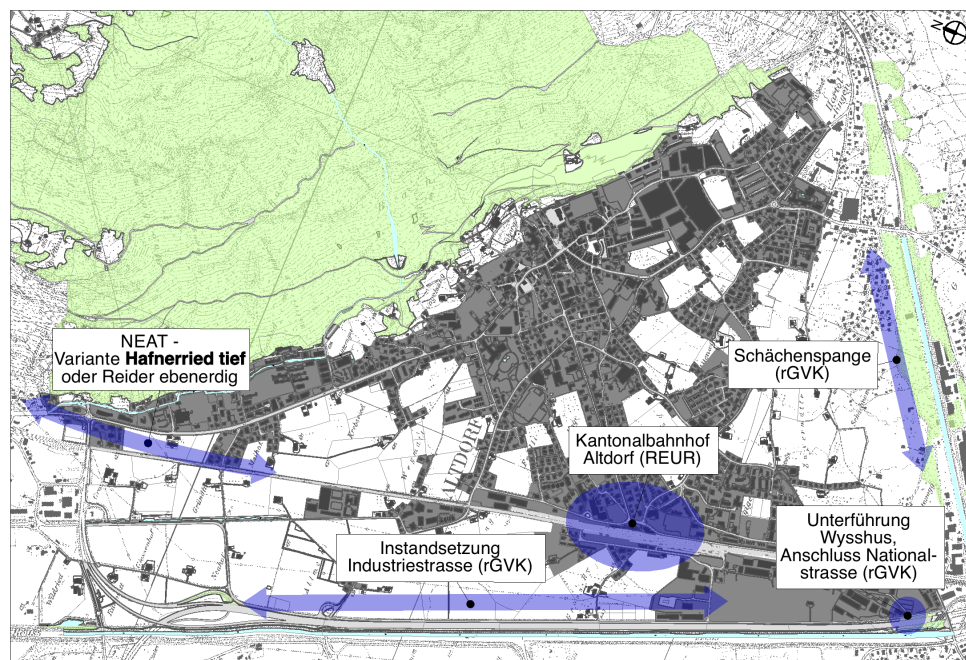 N
NEAT -
Variante Hafnerried tief
oder Reider ebenerdig
Schächenspange
(rGVK)
Kantonalbahnhof
Altdorf (REUR)
ALTDORF
Instandsetzung
Industriestrasse (rGVK)
Unterführung
Wysshus,
Anschluss National-
strasse (rGVK)
Reuss